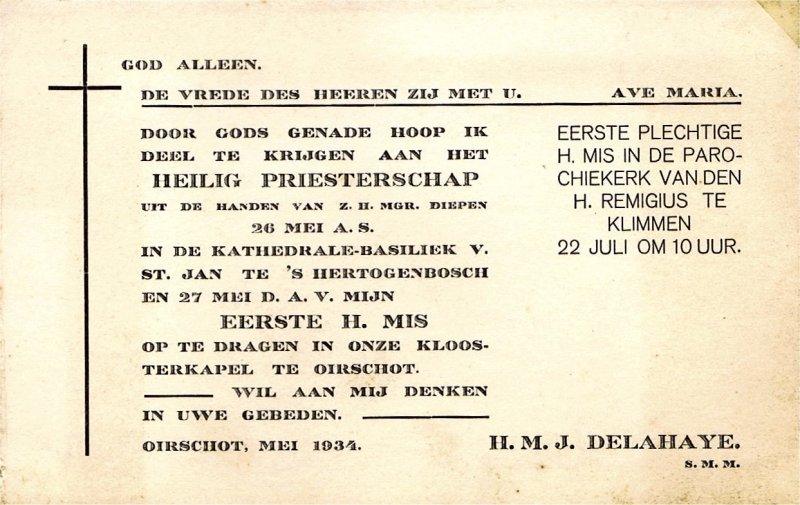 GOD ALLEEN.
DE VREDE DES HEEREN ZIJ MET U. AVE MARIA.
DOOR GODS GENADE HOOP IK
DEEL TE KRIJGEN AAN HET
HEILIG PRIESTERSCHAP
UIT DE HANDEN VAN Z. H. MGR. DIEPEN
26 MEI A. S.
IN DE KATHEDRALE-BASILIEK V.
ST. JAN TE 'S HERTOGENBOSCH
EN 27 MEI D. A. V. MIJN
EERSTE H. MIS
OP TE DRAGEN IN ONZE KLOOS-
TERKAPEL TE OIRSCHOT.
WIL AAN MIJ DENKEN
IN UWE GEBEDEN.
OIRSCHOT, MEI 1934.
EERSTE PLECHTIGE
H. MIS IN DE PARO-
CHIEKERK VAN DEN
H. REMIGIUS TE
KLIMMEN
22 JULI OM 10 UUR.
H. M. J. DELAHAYE.
S. M. M.